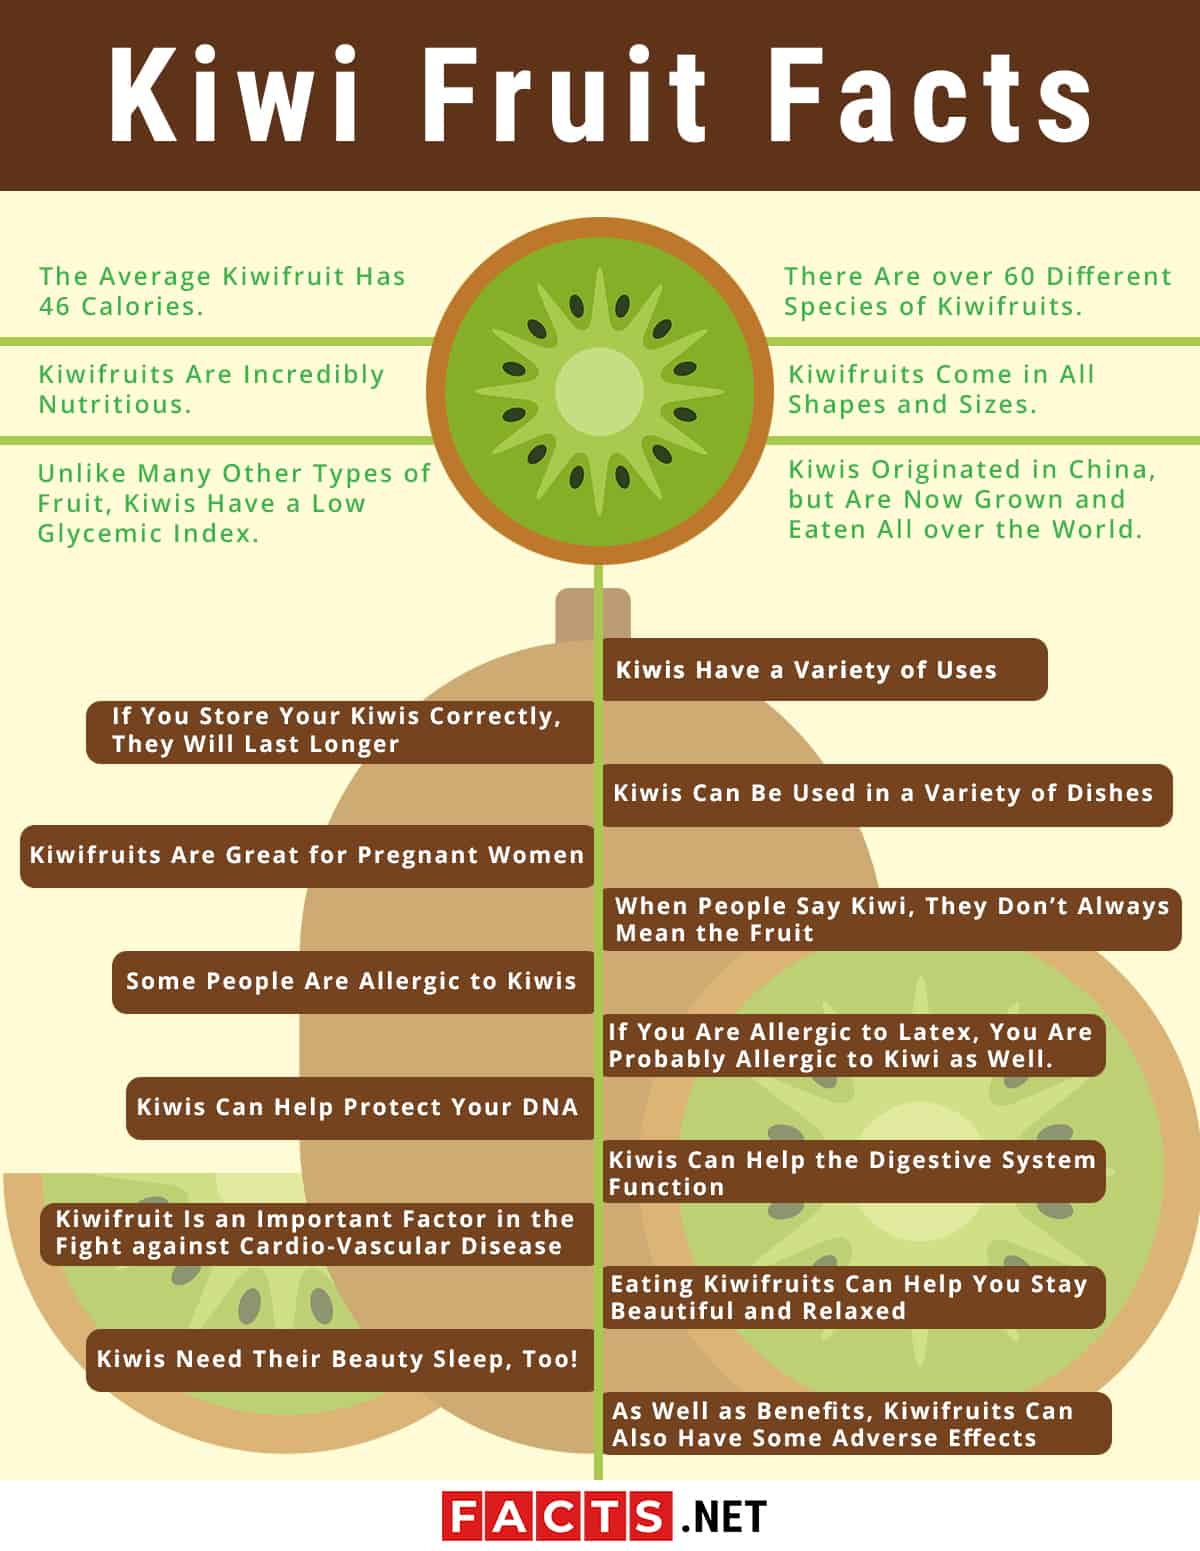 Kiwi Fruit Facts
The Average Kiwifruit Has
46 Calories.
Kiwifruits Are Incredibly
Nutritious.
Unlike Many Other Types of
Fruit, Kiwis Have a Low
Glycemic Index.
There Are over 60 Different
Species of Kiwifruits.
Kiwifruits Come in All
Shapes and Sizes.
Kiwis Originated in China,
but Are Now Grown and
Eaten All over the World.
Kiwis Have a Variety of Uses
If You Store Your Kiwis Correctly,
They Will Last Longer
Kiwis Can Be Used in a Variety of Dishes
Kiwifruits Are Great for Pregnant Women
When People Say Kiwi, They Don’t Always
Mean the Fruit
Some People Are Allergic to Kiwis
If You Are Allergic to Latex, You Are
Probably Allergic to Kiwi as Well.
Kiwis Can Help Protect Your DNA
Kiwis Can Help the Digestive System
Function
Kiwifruit Is an Important Factor in the
Fight against Cardio-Vascular Disease
Eating Kiwifruits Can Help You Stay
Beautiful and Relaxed
Kiwis Need Their Beauty Sleep, Too!
As Well as Benefits, Kiwifruits Can
Also Have Some Adverse Effects
FACTS.NET